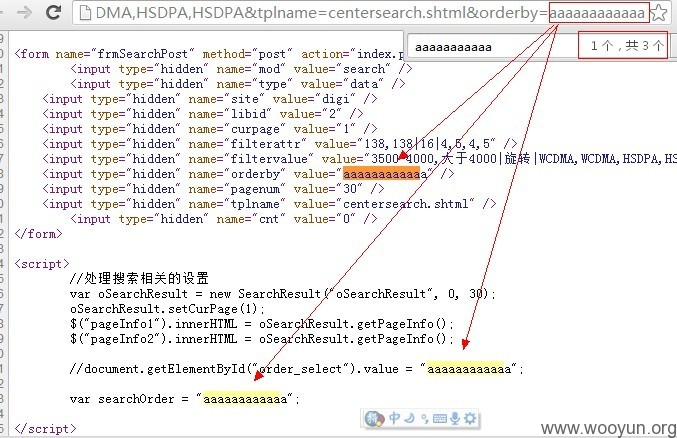 DMA,HSDPA,HSDPA&tplname=centersearch.shtml&orderby=aaaaaaaaaaaa
aaaaaaaaaaa 1 个，共 3 个
<form name="frmSearchPost" method="post" action="index.p
<input type="hidden" name="mod" value="search" />
<input type="hidden" name="type" value="data" />
<input type="hidden" name="site" value="digi" />
<input type="hidden" name="libid" value="2" />
<input type="hidden" name="curpage" value="1" />
<input type="hidden" name="filterattr" value="138,138|16|4,5,4,5" />
<input type="hidden" name="filtervalue" value="3500-4000,大于4000|旋转|WCDMA,WCDMA,HSDPA,HS
<input type="hidden" name="orderby" value="aaaaaaaaaaaa" />
<input type="hidden" name="pagenum" value="30" />
<input type="hidden" name="tplname" value="centersearch.shtml" />
<input type="hidden" name="cnt" value="0" />
</form>
<script>
//处理搜索相关的设置
var oSearchResult = new SearchResult("oSearchResult", 0, 30);
oSearchResult.setCurPage(1);
$("pageInfo1").innerHTML = oSearchResult.getPageInfo();
$("pageInfo2").innerHTML = oSearchResult.getPageInfo();
//document.getElementById("order_select").value = "aaaaaaaaaaaa";
var searchOrder = "aaaaaaaaaaaa";
中
</script>
www.wooyun.org